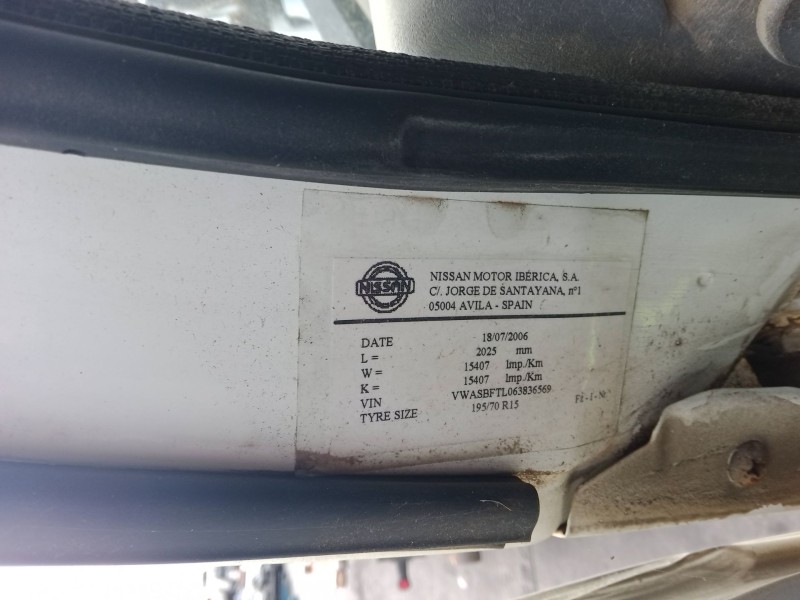 NISSAN
NISSAN MOTOR IBÉRICA, S.A.
C/. JORGE DE SANTAYANA, nº1
05004 AVILA - SPAIN
DATE 18/07/2006
L = 2025 mm
W = 15407 Imp./Km
K = 15407 Imp./Km
VIN VWASBFTL063836569
TYRE SIZE 195/70 R15